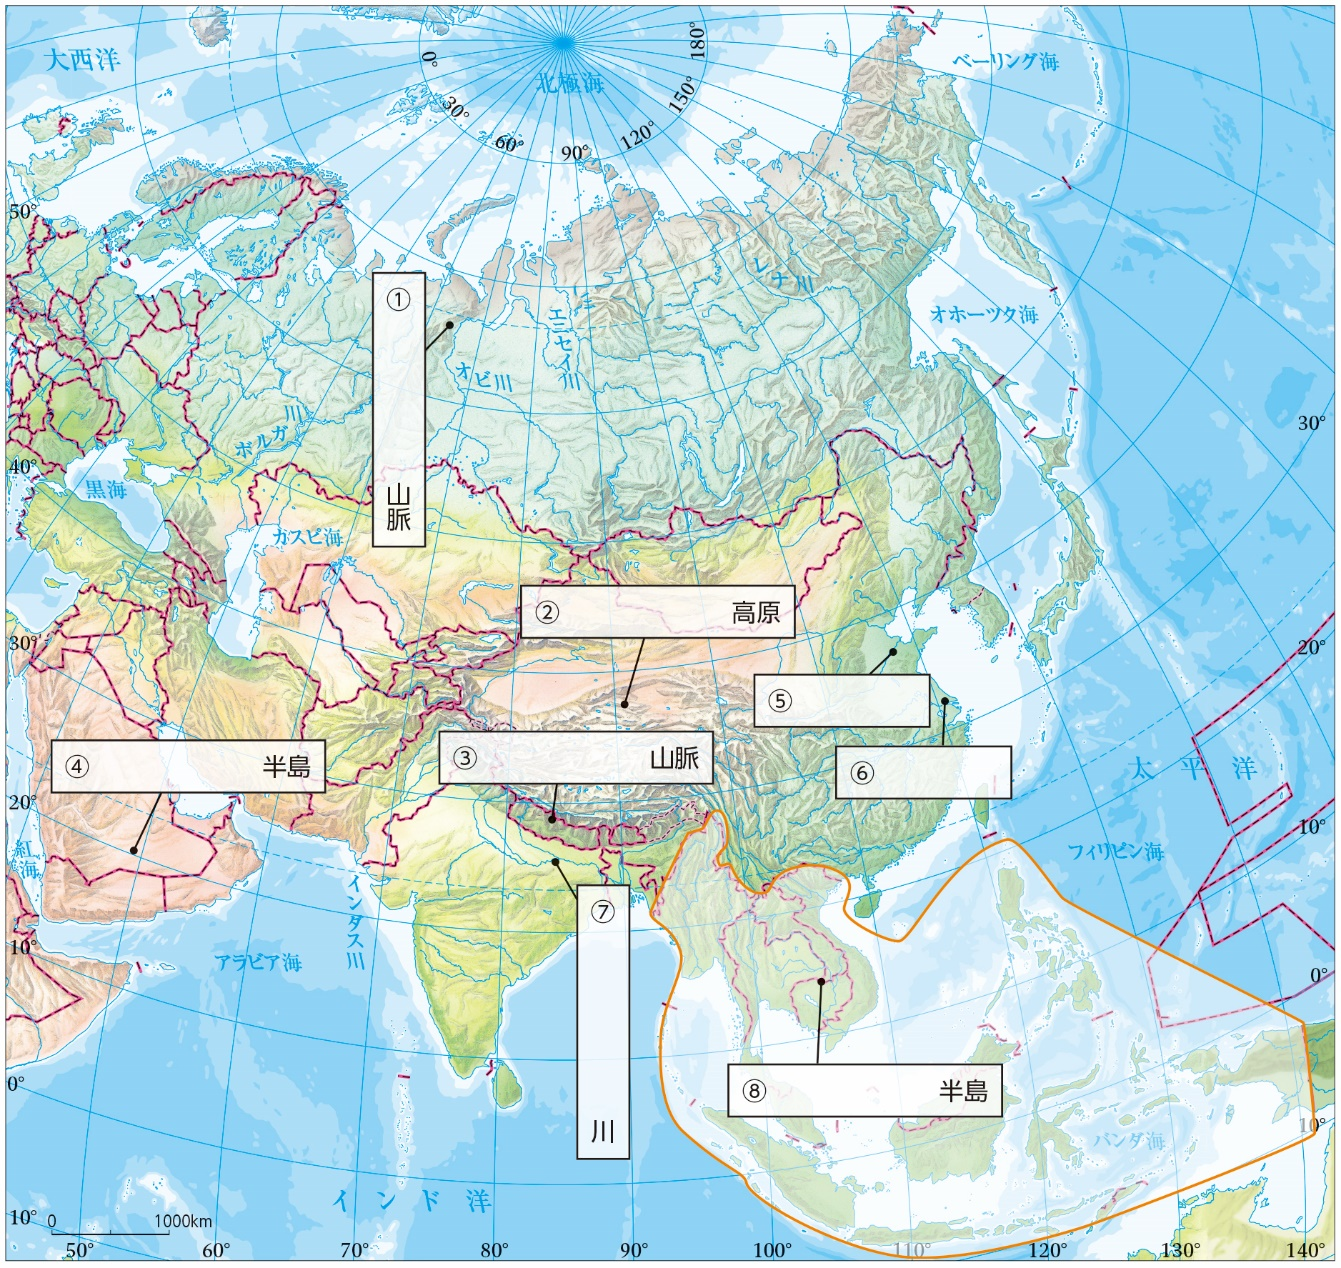 大西洋
北極海
ベーリング海
0°
30°
60°
90°
120°
150°
180°
50°
レナ川
①
山脈
エニセイ川
オビ川
オホーツク海
ボルガ川
30°
40°
黒海
カスピ海
②
高原
30°
20°
⑤
③
山脈
④
半島
⑥
太平洋
20°
10°
紅海
フィリピン海
インダス川
⑦
川
アラビア海
10°
0°
⑧
半島
0°
10°
バンダ海
インド洋
10°
0
1000km
50°
60°
70°
80°
90°
100°
110°
120°
130°
140°